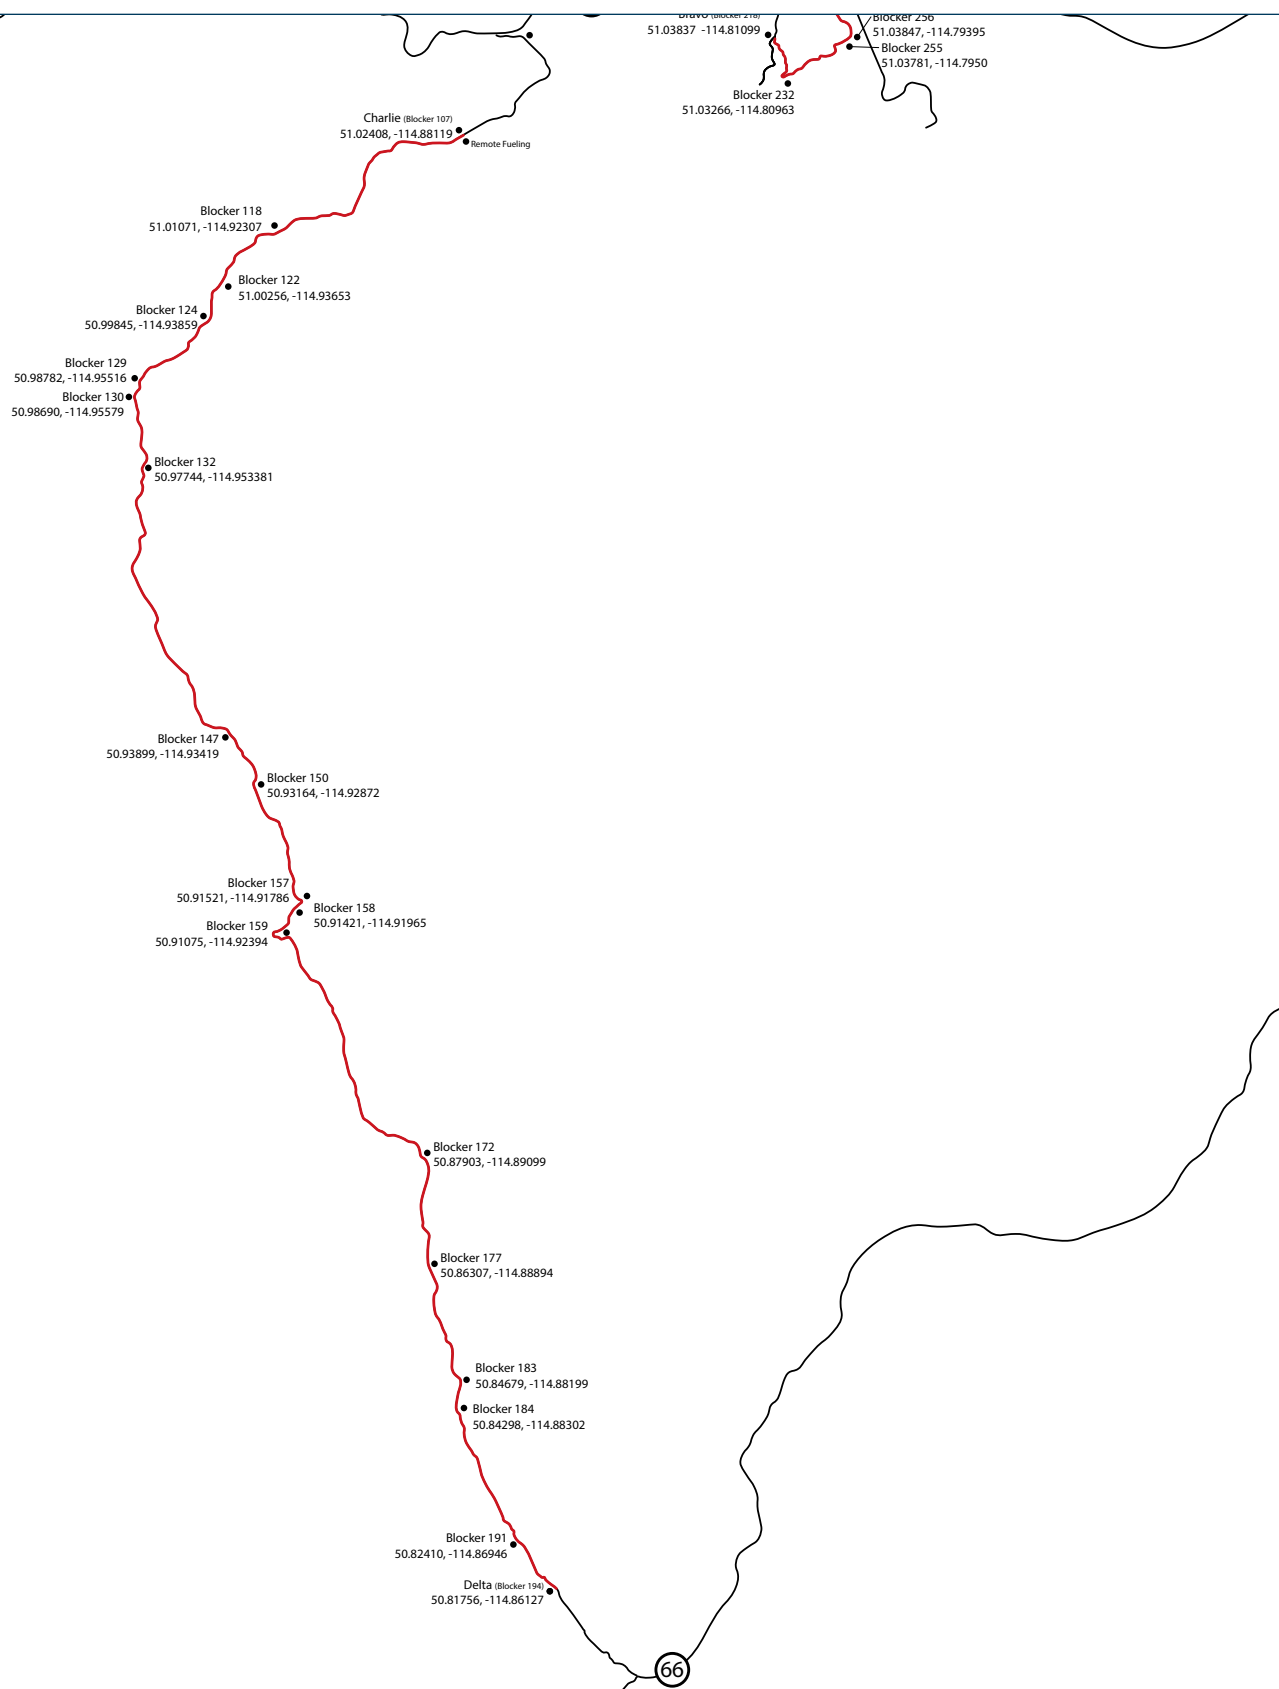 Bravo (Blocker 218)
51.03837 -114.81099
Blocker 256
51.03847, -114.79395
Blocker 255
51.03781, -114.7950
Blocker 232
51.03266, -114.80963
Charlie (Blocker 107)
51.02408, -114.88119
Remote Fueling
Blocker 118
51.01071, -114.92307
Blocker 122
51.00256, -114.93653
Blocker 124
50.99845, -114.93859
Blocker 129
50.98782, -114.95516
Blocker 130
50.98690, -114.95579
Blocker 132
50.97744, -114.953381
Blocker 147
50.93899, -114.93419
Blocker 150
50.93164, -114.92872
Blocker 157
50.91521, -114.91786
Blocker 158
50.91421, -114.91965
Blocker 159
50.91075, -114.92394
Blocker 172
50.87903, -114.89099
Blocker 177
50.86307, -114.88894
Blocker 183
50.84679, -114.88199
Blocker 184
50.84298, -114.88302
Blocker 191
50.82410, -114.86946
Delta (Blocker 194)
50.81756, -114.86127
66